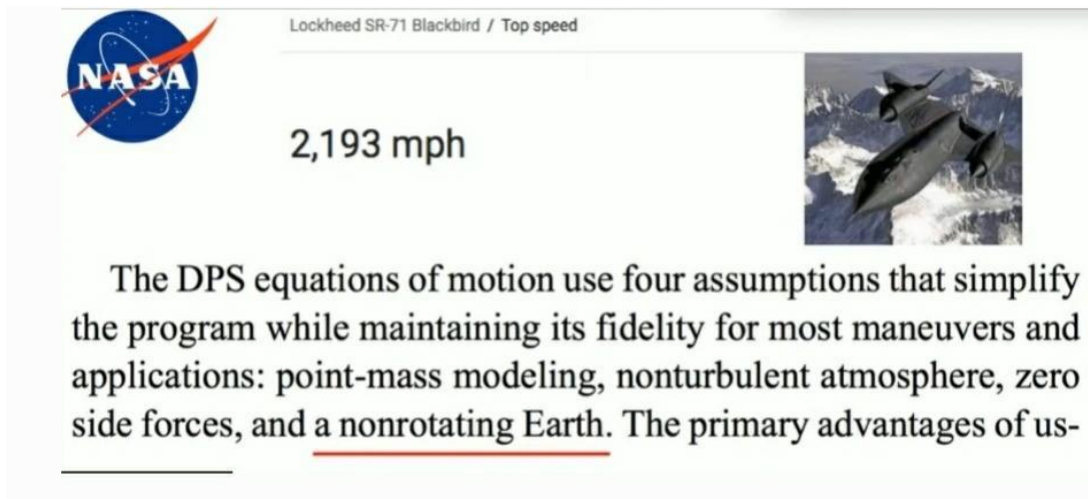 NASA
Lockheed SR-71 Blackbird / Top speed
2,193 mph
The DPS equations of motion use four assumptions that simplify
the program while maintaining its fidelity for most maneuvers and
applications: point-mass modeling, nonturbulent atmosphere, zero
side forces, and a nonrotating Earth. The primary advantages of us-